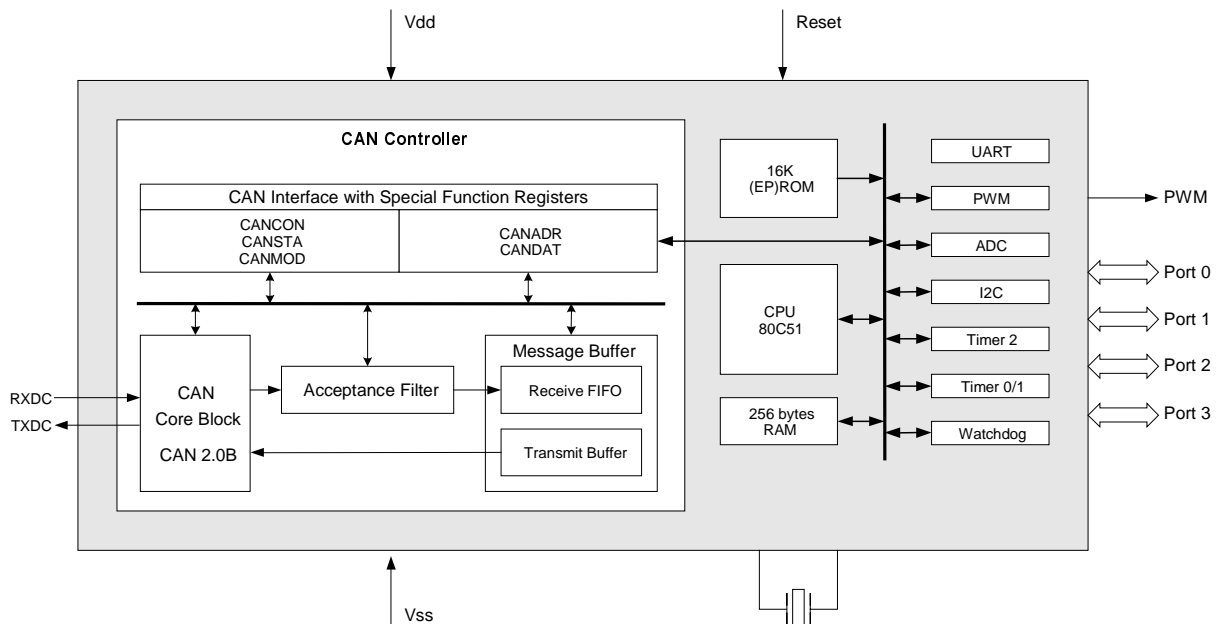 Vdd
Reset
CAN Controller
CAN Interface with Special Function Registers
CANCON
CANSTA
CANMOD
CANADR
CANDAT
CAN
Core Block
CAN 2.0B
Acceptance Filter
Message Buffer
Receive FIFO
Transmit Buffer
RXDC
TXDC
16K
(EP)ROM
CPU
80C51
256 bytes
RAM
UART
PWM
ADC
I2C
Timer 2
Timer 0/1
Watchdog
PWM
Port 0
Port 1
Port 2
Port 3
Vss